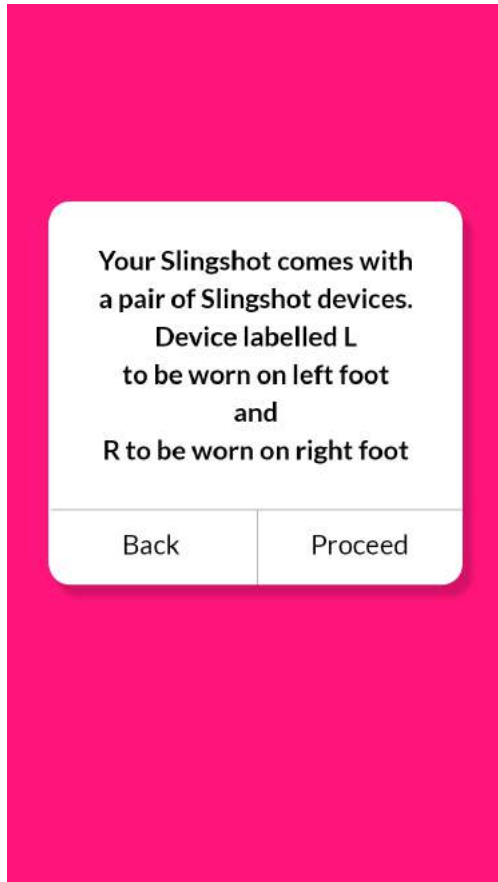 Your Slingshot comes with
a pair of Slingshot devices.
Device labelled L
to be worn on left foot
and
R to be worn on right foot
Back
Proceed